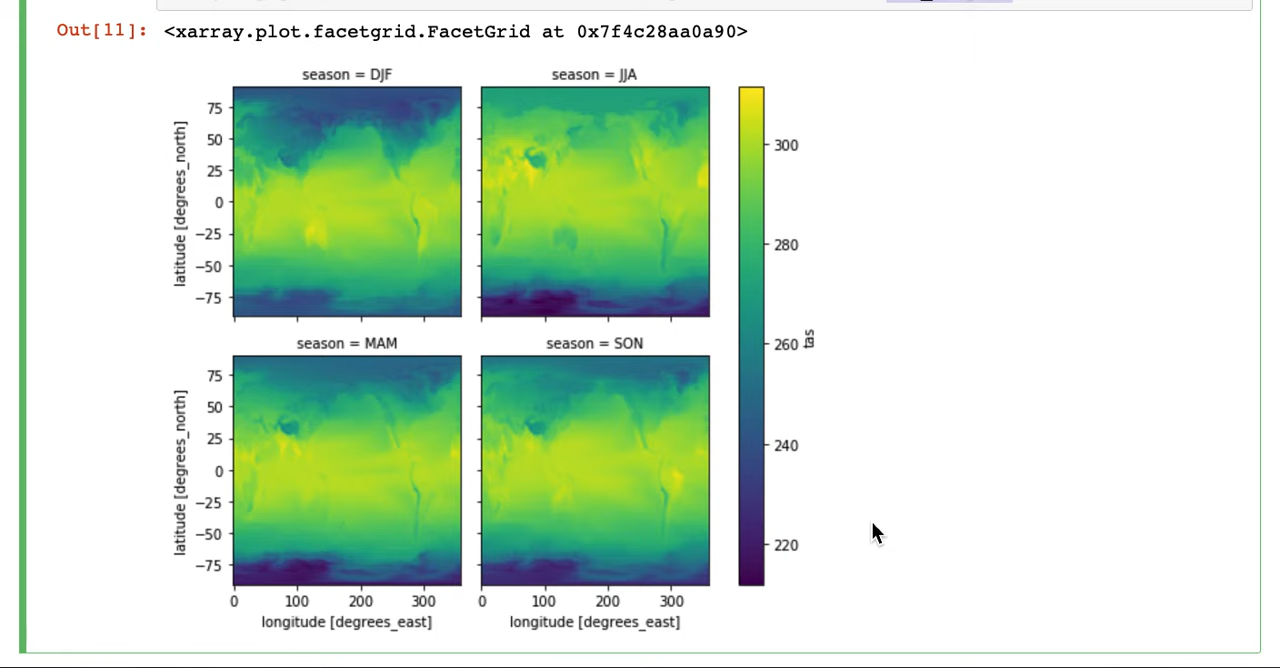 Out[11]: <xarray.plot.facetgrid.FacetGrid at 0x7f4c28aa0a90>
season = DJF
season = JJA
latitude [degrees_north]
75
50
25
0
−25
−50
−75
300
280
260
240
220
tas
season = MAM
season = SON
latitude [degrees_north]
75
50
25
0
−25
−50
−75
0 100 200 300
0 100 200 300
longitude [degrees_east]
longitude [degrees_east]